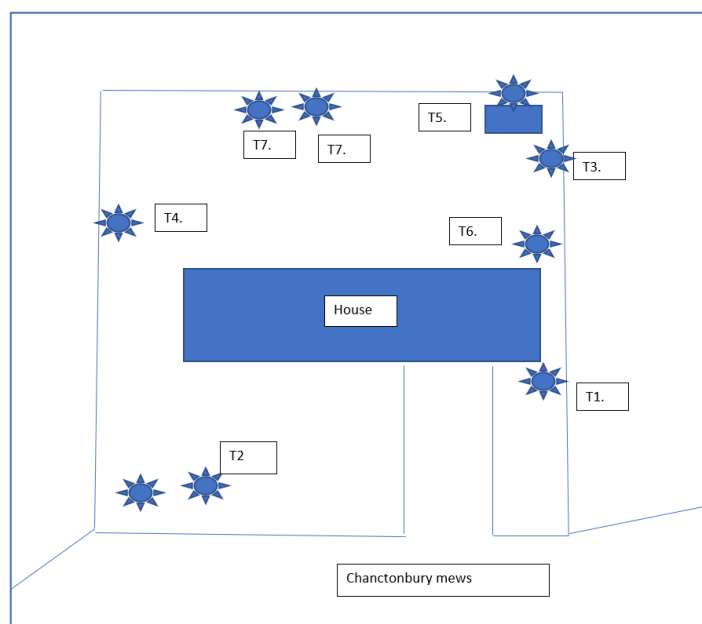 T5.
T7.
T7.
T3.
T4.
T6.
House
T1.
T2
Chanctonbury mews